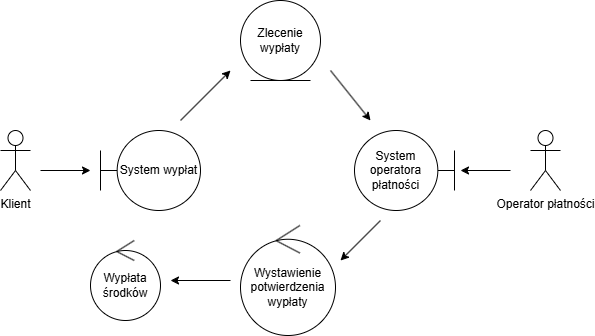 Zlecenie
wypłaty
System wypłat
System
operatora
płatności
Klient
Operator płatności
Wypłata
środków
Wystawienie
potwierdzenia
wypłaty